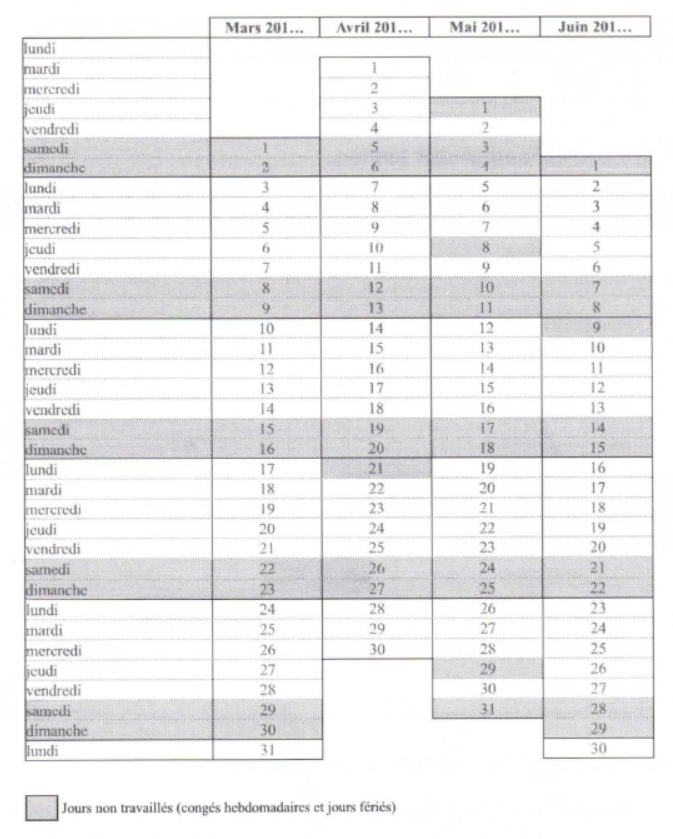 Mars 201... Avril 201... Mai 201... Juin 201...
lundi
mardi 1
mercredi 2
jeudi 3 1
vendredi 4 2
samedi 1 5 3
dimanche 2 6 4 1
lundi 3 7 5 2
mardi 4 8 6 3
mercredi 5 9 7 4
jeudi 6 10 8 5
vendredi 7 11 9 6
samedi 8 12 10 7
dimanche 9 13 11 8
lundi 10 14 12 9
mardi 11 15 13 10
mercredi 12 16 14 11
jeudi 13 17 15 12
vendredi 14 18 16 13
samedi 15 19 17 14
dimanche 16 20 18 15
lundi 17 21 19 16
mardi 18 22 20 17
mercredi 19 23 21 18
jeudi 20 24 22 19
vendredi 21 25 23 20
samedi 22 26 24 21
dimanche 23 27 25 22
lundi 24 28 26 23
mardi 25 29 27 24
mercredi 26 30 28 25
jeudi 27 29 26
vendredi 28 30 27
samedi 29 31 28
dimanche 30 29
lundi 31 30
Jours non travaillés (congés hebdomadaires et jours fériés)